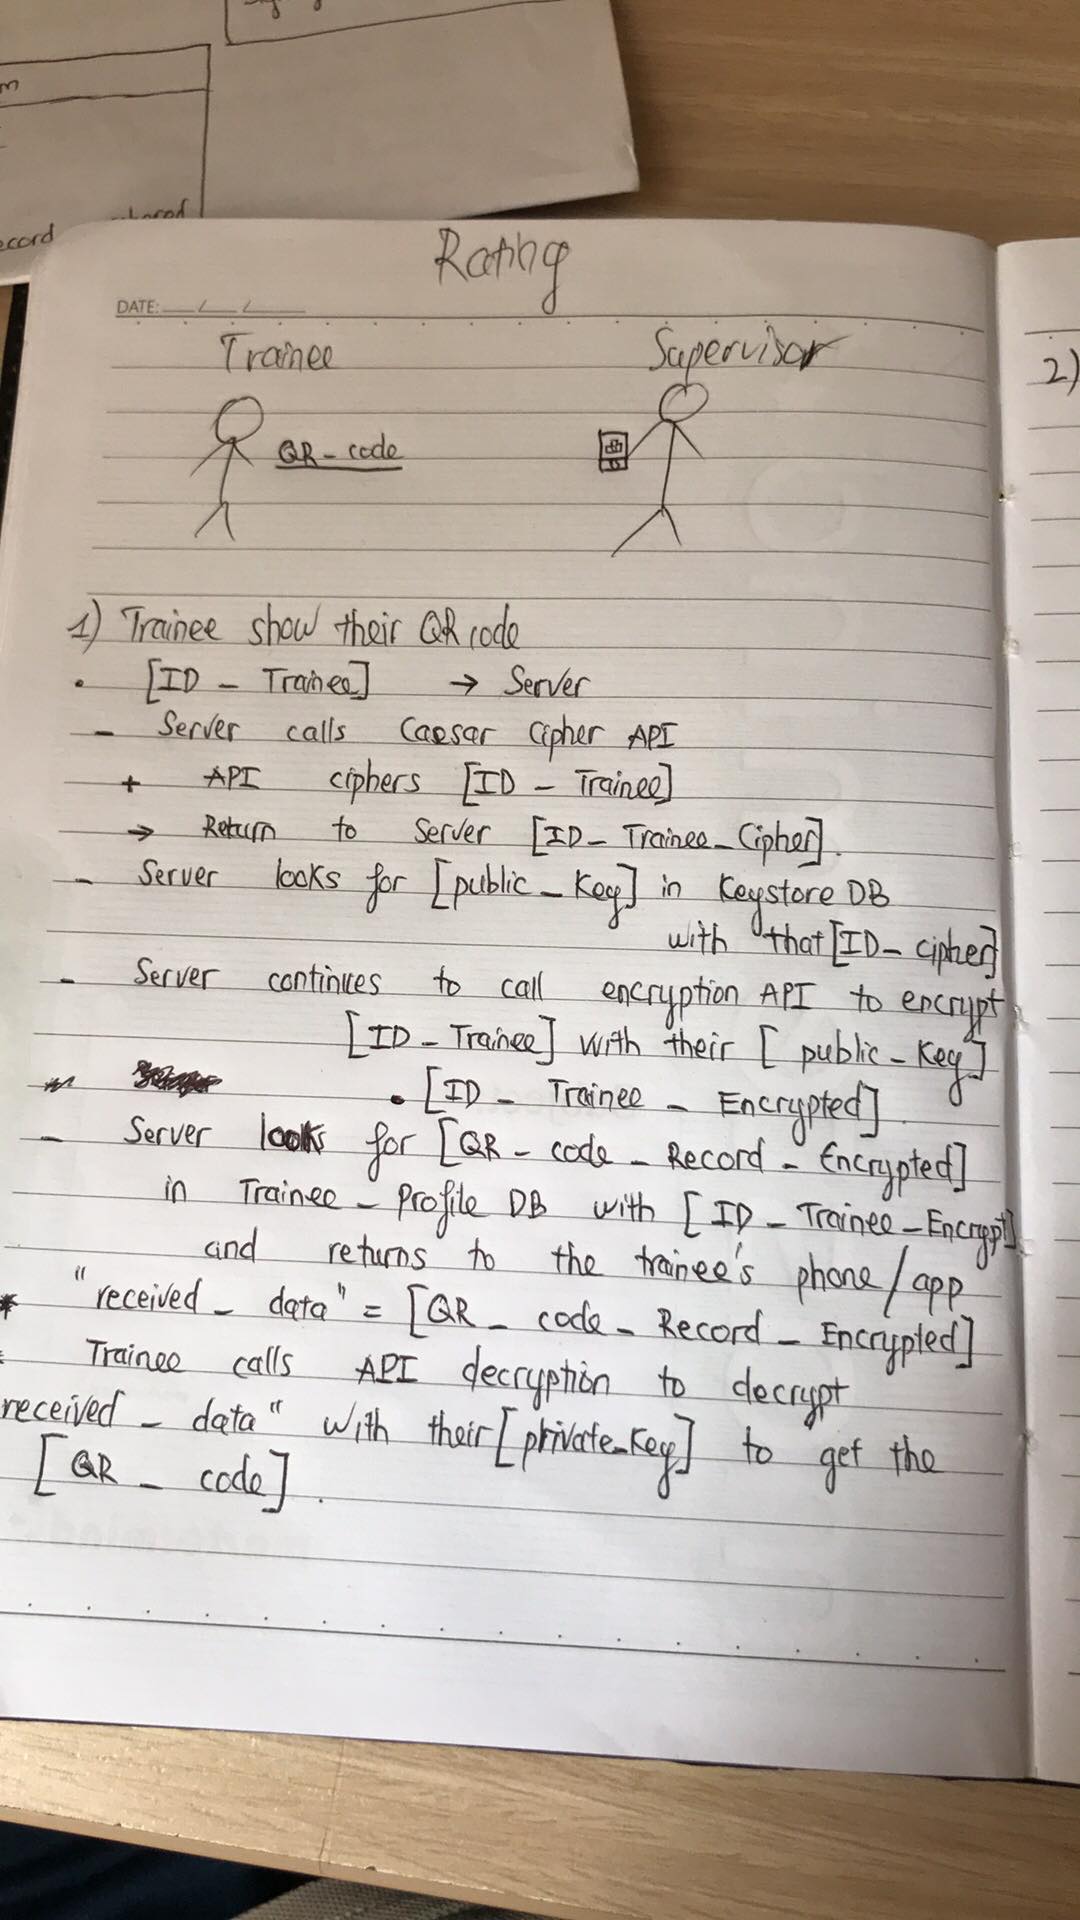 ecord
Rating
DATE:
Trainee Supervisor
QR - code
1) Trainee show their QR code
• [ID - Trainee] → Server
- Server calls Caesar Cipher API
+ API ciphers [ID - Trainee]
→ Return to Server [ID - Trainee - Cipher].
- Server looks for [public - Key] in Keystore DB
with that [ID - cipher]
- Server continues to call encryption API to encrypt
[ID - Trainee] with their [public - Key]
• [ID - Trainee - Encrypted]
- Server looks for [QR - code - Record - Encrypted]
in Trainee - Profile DB with [ID - Trainee - Encrypt]
and returns to the trainee's phone / app
* "received - data" = [QR - code - Record - Encrypted]
Trainee calls API decryption to decrypt
received - data" with their [private - Key] to get the
[QR - code].
2)